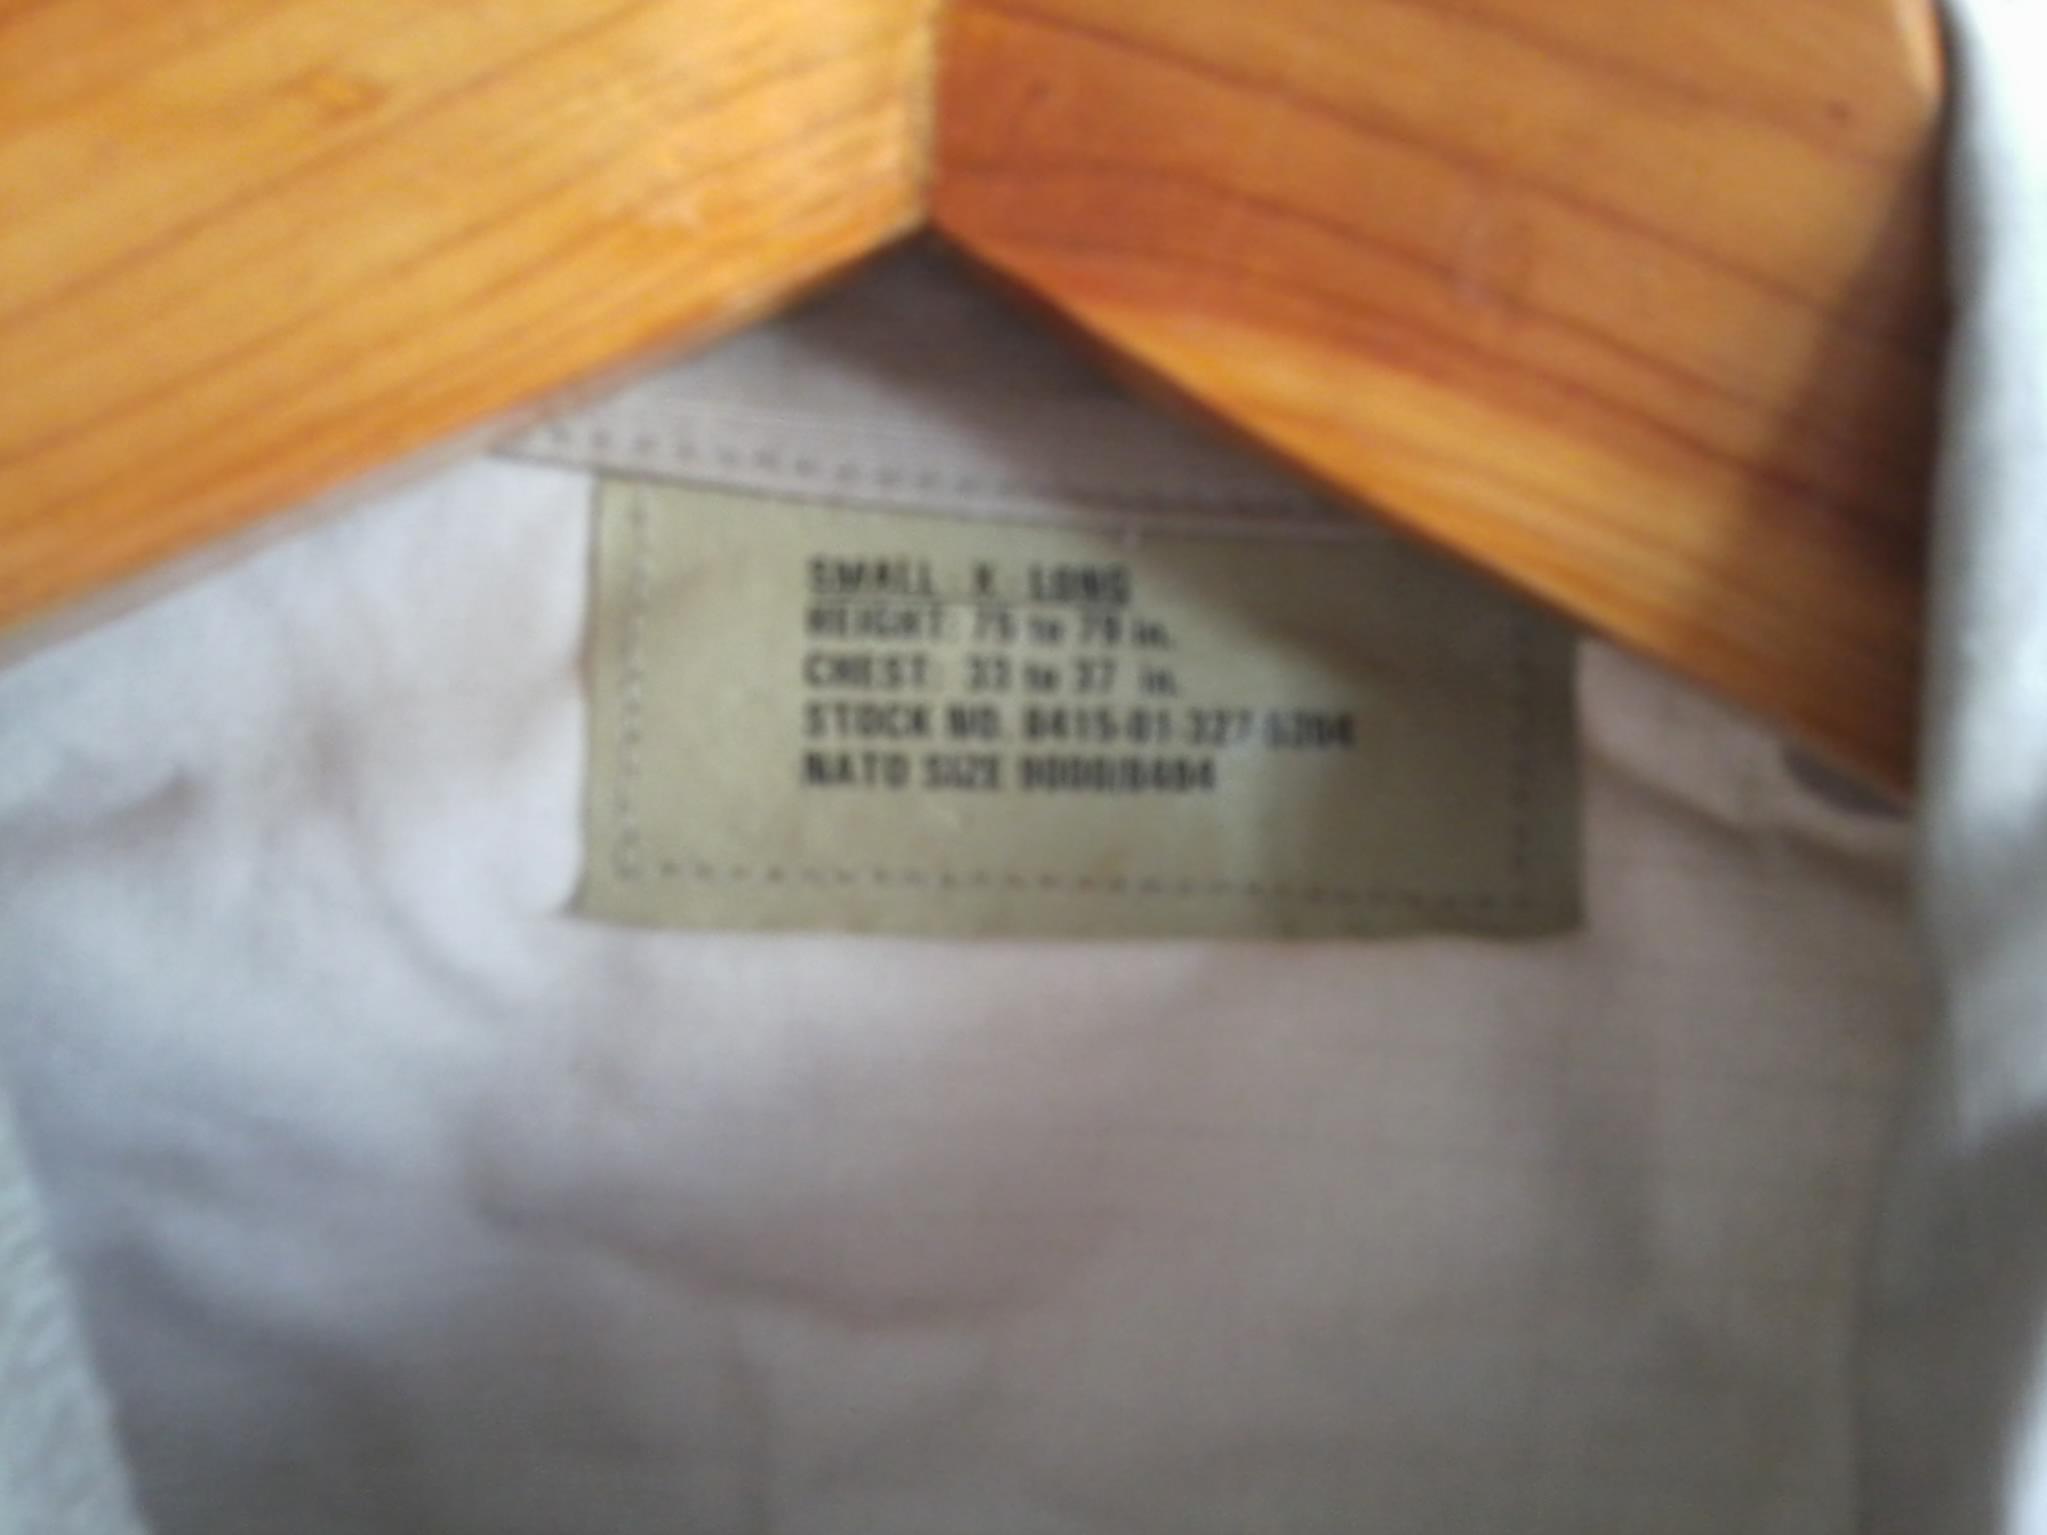 SMALL - X - LONG
HEIGHT: 75 to 79 in.
CHEST: 33 to 37 in.
STOCK NO. 8415-01-327
NATO SIZE